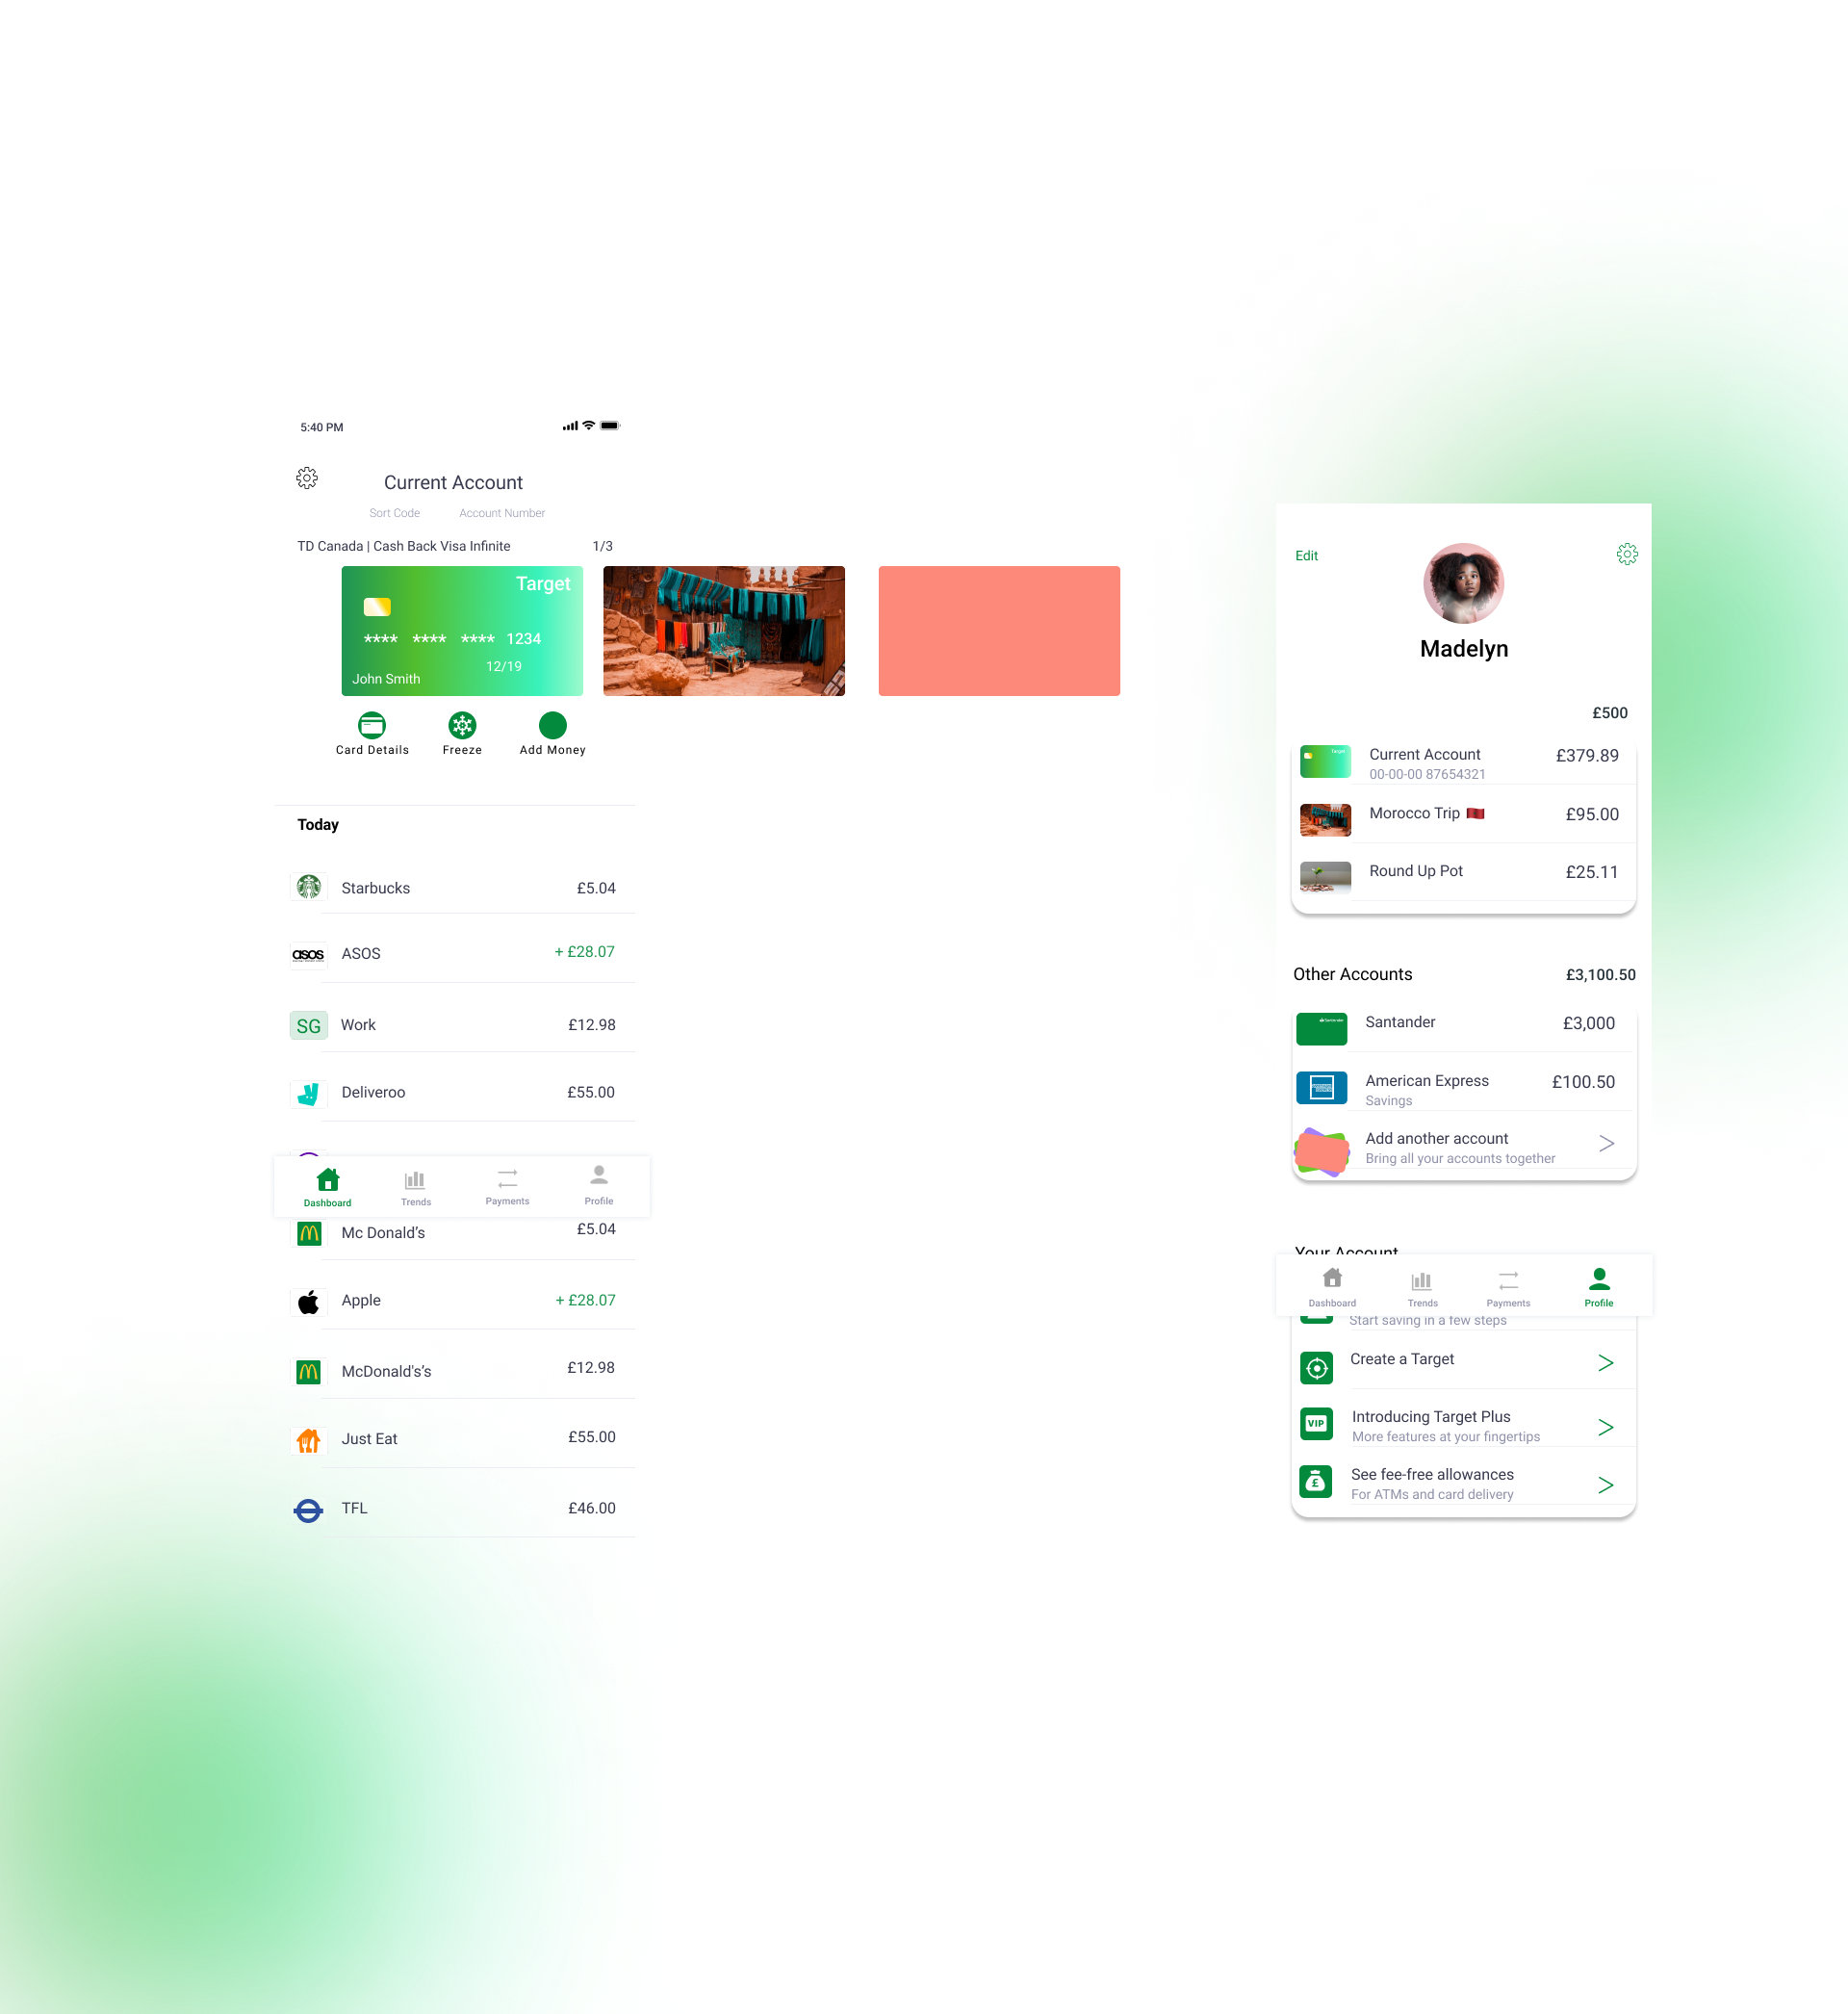 5:40 PM
Current Account
Sort Code Account Number
TD Canada | Cash Back Visa Infinite 1/3
Target
**** **** **** 1234
12/19
John Smith
Card Details Freeze Add Money
Today
Starbucks £5.04
asos ASOS + £28.07
SG Work £12.98
Deliveroo £55.00
Dashboard Trends Payments Profile
Mc Donald’s £5.04
Apple + £28.07
McDonald's’s £12.98
Just Eat £55.00
TFL £46.00
Edit
Madelyn
£500
Target
Current Account £379.89
00-00-00 87654321
Morocco Trip £95.00
Round Up Pot £25.11
Other Accounts £3,100.50
Santander
Santander £3,000
American Express £100.50
Savings
Add another account >
Bring all your accounts together
Your Account
Dashboard Trends Payments Profile
Start saving in a few steps
Create a Target >
VIP Introducing Target Plus >
More features at your fingertips
£ See fee-free allowances >
For ATMs and card delivery